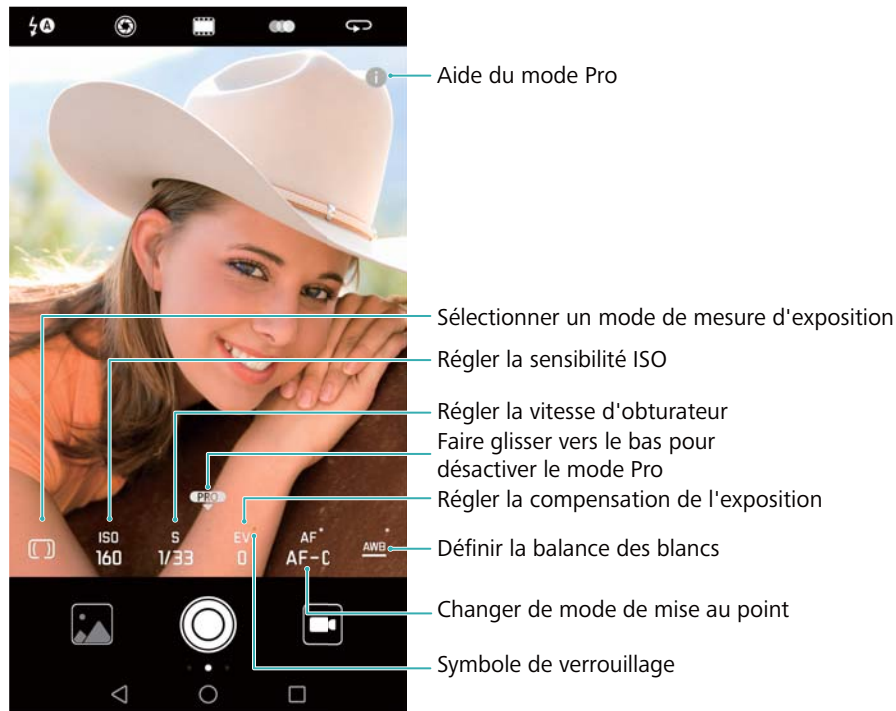 A
i
Aide du mode Pro
Sélectionner un mode de mesure d'exposition
Régler la sensibilité ISO
Régler la vitesse d'obturateur
Faire glisser vers le bas pour
désactiver le mode Pro
Régler la compensation de l'exposition
PRO
ISO S EV AF AWB
160 1/33 0 AF-C
Définir la balance des blancs
Changer de mode de mise au point
Symbole de verrouillage